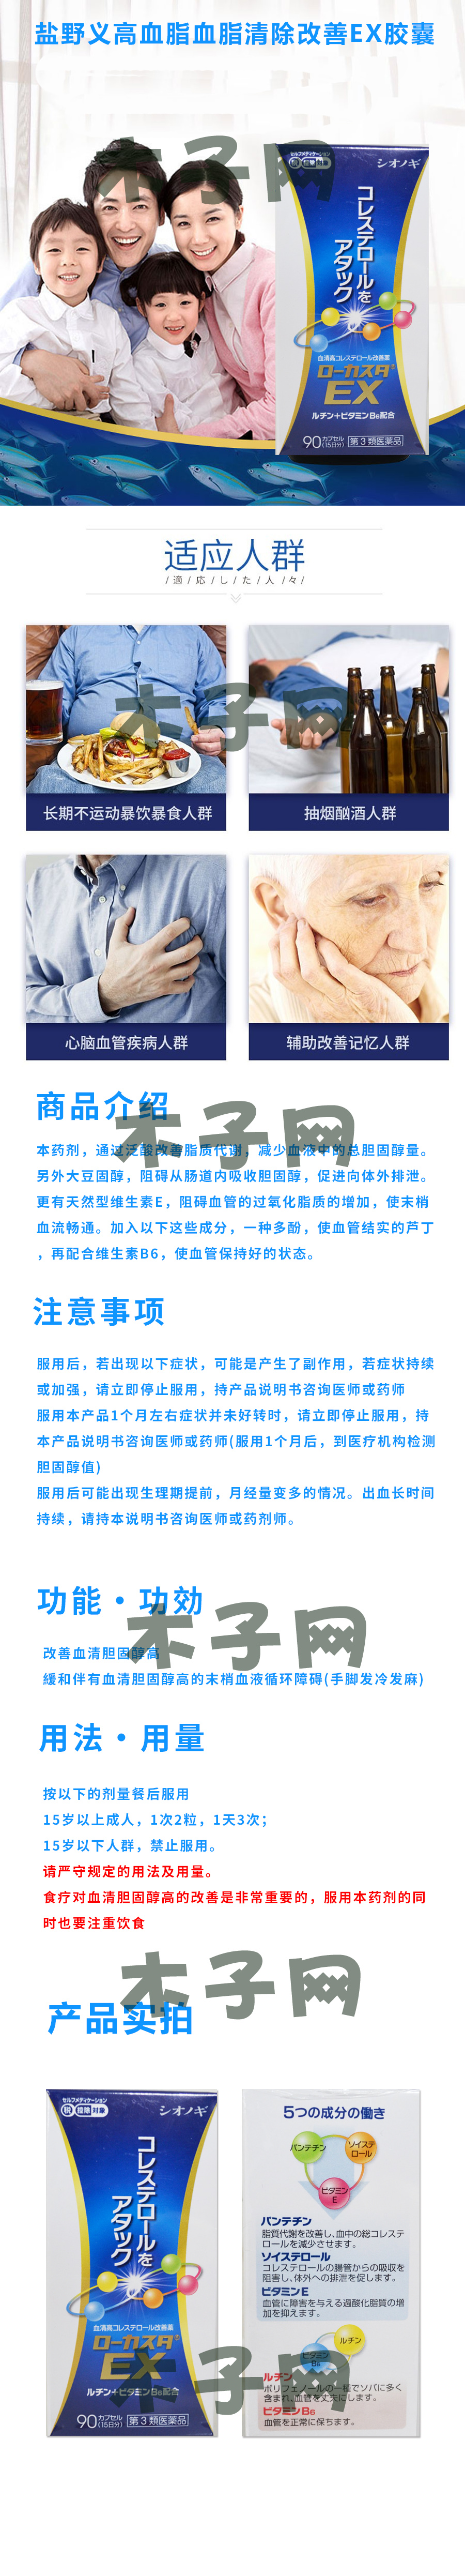 盐野义高血脂血脂清除改善EX胶囊
木子网
セルフメディケーション
税 控除 対象
シオノギ
コレステロールを
アタック
血清高コレステロール改善薬
ローカスタ®
EX
ルチン+ビタミンB6配合
90カプセル(15日分) 第3類医薬品
适应人群
/適/応/し/た/人/々/
木子网
长期不运动暴饮暴食人群
抽烟酗酒人群
心脑血管疾病人群
辅助改善记忆人群
商品介绍
木子网
本药剂，通过泛酸改善脂质代谢，减少血液中的总胆固醇量。
另外大豆固醇，阻碍从肠道内吸收胆固醇，促进向体外排泄。
更有天然型维生素E，阻碍血管的过氧化脂质的增加，使末梢
血流畅通。加入以下这些成分，一种多酚，使血管结实的芦丁
，再配合维生素B6，使血管保持好的状态。
注意事项
服用后，若出现以下症状，可能是产生了副作用，若症状持续
或加强，请立即停止服用，持产品说明书咨询医师或药师
服用本产品1个月左右症状并未好转时，请立即停止服用，持
本产品说明书咨询医师或药师(服用1个月后，到医疗机构检测
胆固醇值)
服用后可能出现生理期提前，月经量变多的情况。出血长时间
持续，请持本说明书咨询医师或药剂师。
功能·功効
木子网
改善血清胆固醇高
緩和伴有血清胆固醇高的末梢血液循环障碍(手脚发冷发麻)
用法·用量
按以下的剂量餐后服用
15岁以上成人，1次2粒，1天3次；
15岁以下人群，禁止服用。
请严守规定的用法及用量。
食疗对血清胆固醇高的改善是非常重要的，服用本药剂的同
时也要注重饮食
木子网
产品实拍
セルフメディケーション
税 控除 対象
シオノギ
コレステロールを
アタック
血清高コレステロール改善薬
ローカスタ®
EX
ルチン+ビタミンB6配合
90カプセル(15日分) 第3類医薬品
5つの成分の働き
パンテチン
ソイステロール
ビタミンE
パンテチン
脂質代謝を改善し、血中の総コレステ
ロールを減少させます。
ソイステロール
コレステロールの腸管からの吸収を
阻害し、体外への排泄を促します。
ビタミンE
血管に障害を与える過酸化脂質の増
加を抑えます。
ルチン
ビタミンB6
木子网
ルチン
ポリフェノールの一種でソバに多く
含まれ、血管を丈夫にします。
ビタミンB6
血管を正常に保ちます。